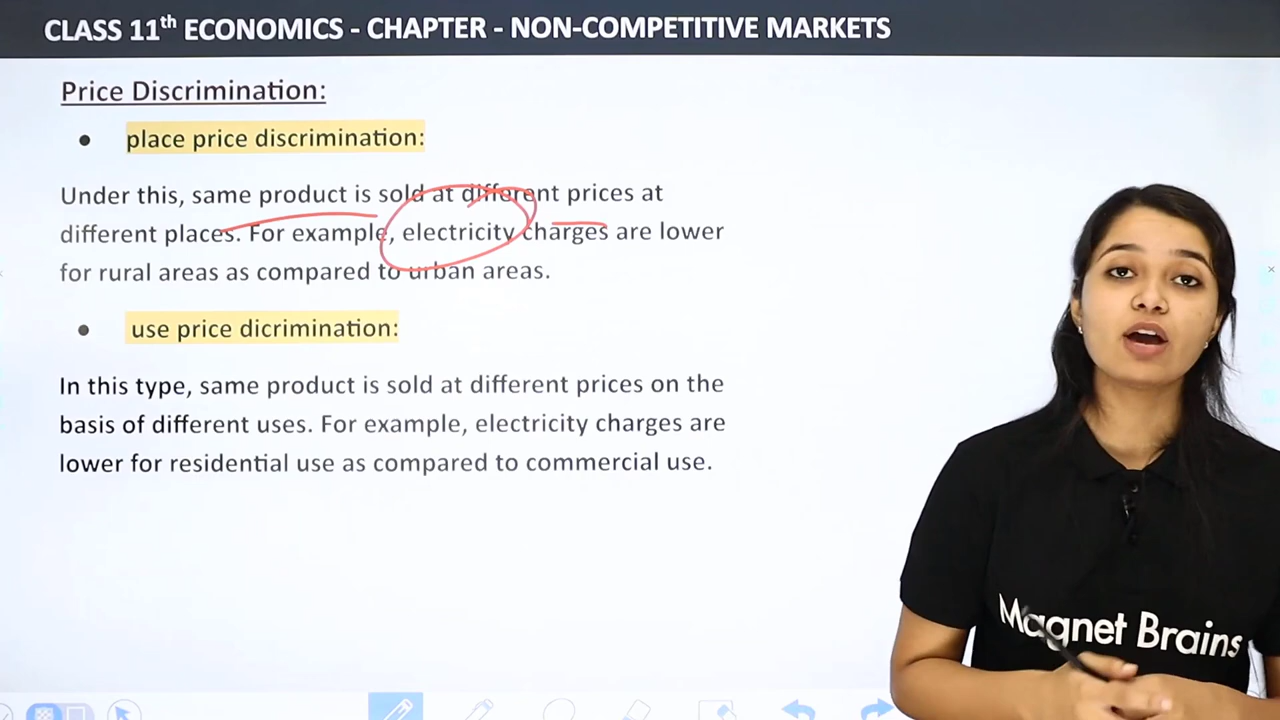 CLASS 11th ECONOMICS - CHAPTER - NON-COMPETITIVE MARKETS
Price Discrimination:
• place price discrimination:
Under this, same product is sold at different prices at
different places. For example, electricity charges are lower
for rural areas as compared to urban areas.
• use price dicrimination:
In this type, same product is sold at different prices on the
basis of different uses. For example, electricity charges are
lower for residential use as compared to commercial use.
Magnet Brains